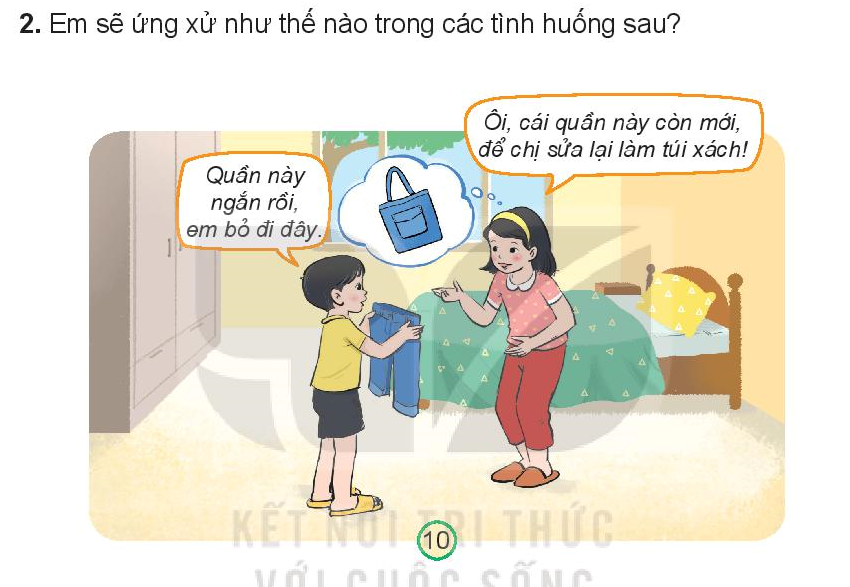 2. Em sẽ ứng xử như thế nào trong các tình huống sau?
Ôi, cái quần này còn mới,
để chị sửa lại làm túi xách!
Quần này
ngắn rồi,
em bỏ đi đây.
KẾT NỐI TRI THỨC
10
VỚI CUỘC SỐNG